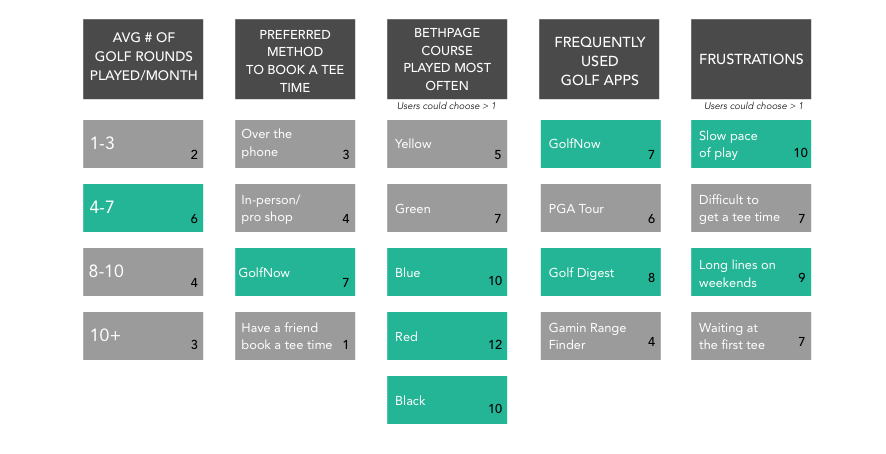 AVG # OF
GOLF ROUNDS
PLAYED/MONTH
1-3
2
4-7
6
8-10
4
10+
3
PREFERRED
METHOD
TO BOOK A TEE
TIME
Over the
phone
3
In-person/
pro shop
4
GolfNow
7
Have a friend
book a tee time
1
BETHPAGE
COURSE
PLAYED MOST
OFTEN
Users could choose > 1
Yellow
5
Green
7
Blue
10
Red
12
Black
10
FREQUENTLY
USED
GOLF APPS
GolfNow
7
PGA Tour
6
Golf Digest
8
Gamin Range
Finder
4
FRUSTRATIONS
Users could choose > 1
Slow pace
of play
10
Difficult to
get a tee time
7
Long lines on
weekends
9
Waiting at
the first tee
7